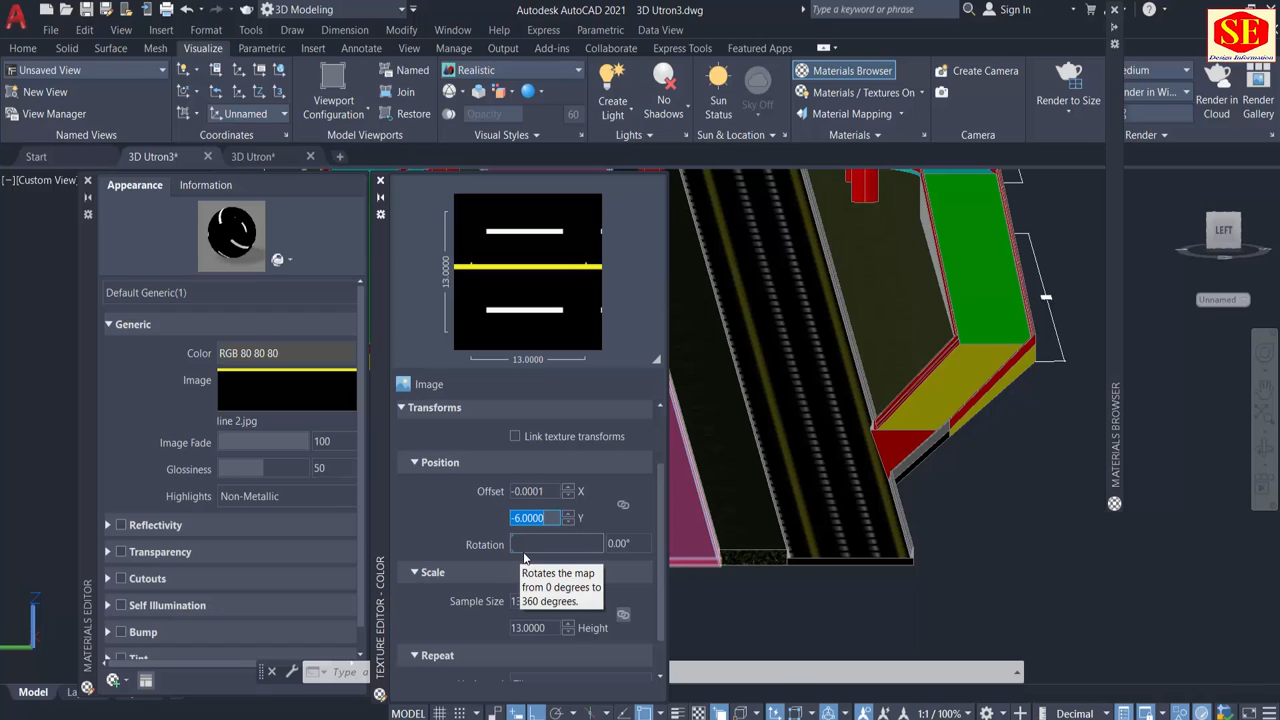 3D Modeling
Autodesk AutoCAD 2021 3D Utron3.dwg
Type a keyword or phrase
Sign In
File Edit View Insert Format Tools Draw Dimension Modify Window Help Express Parametric Data View
Home Solid Surface Mesh Visualize Parametric Insert Annotate View Manage Output Add-ins Collaborate Express Tools Featured Apps
SE
Design Information
Unsaved View
New View
View Manager
Named Views
Unnamed
Coordinates
Viewport
Configuration
Named
Join
Restore
Model Viewports
Realistic
Opacity 60
Visual Styles
Create
Light
No
Shadows
Lights
Sun
Status
Sky Off
Sun & Location
Materials Browser
Materials / Textures On
Material Mapping
Materials
Create Camera
Camera
Render to Size
Render in
Cloud
Render
Gallery
Render
Start 3D Utron3* 3D Utron*
[–][Custom View]
Appearance Information
Default Generic(1)
Generic
Color RGB 80 80 80
Image
line 2.jpg
Image Fade 100
Glossiness 50
Highlights Non-Metallic
Reflectivity
Transparency
Cutouts
Self Illumination
Bump
MATERIALS EDITOR
13.0000
13.0000
Image
Transforms
Link texture transforms
Position
Offset -0.0001 X
-6.0000 Y
Rotation 0.00°
Rotates the map
from 0 degrees to
360 degrees.
Scale
Sample Size
13.0000 Height
Repeat
TEXTURE EDITOR - COLOR
MATERIALS BROWSER
LEFT
Unnamed
Model
MODEL
1:1 / 100%
Decimal